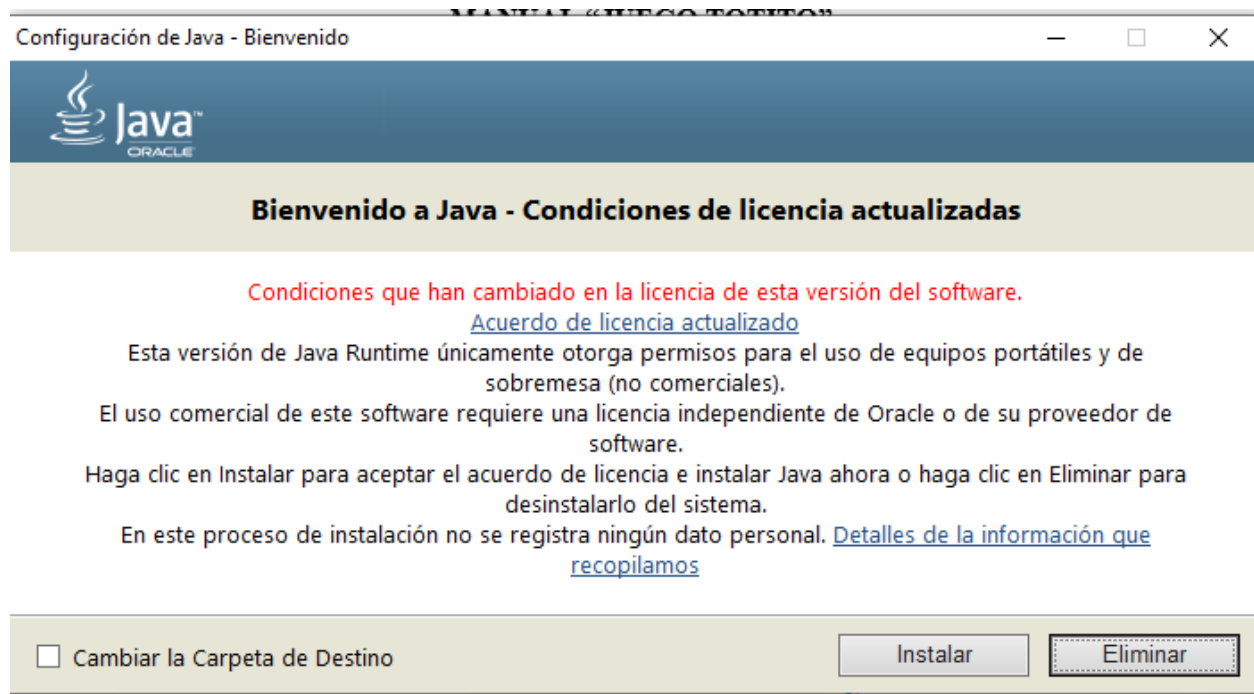 MANUAL “JUEGO TOTITO”
Configuración de Java - Bienvenido
Java™
ORACLE
Bienvenido a Java - Condiciones de licencia actualizadas
Condiciones que han cambiado en la licencia de esta versión del software.
Acuerdo de licencia actualizado
Esta versión de Java Runtime únicamente otorga permisos para el uso de equipos portátiles y de
sobremesa (no comerciales).
El uso comercial de este software requiere una licencia independiente de Oracle o de su proveedor de
software.
Haga clic en Instalar para aceptar el acuerdo de licencia e instalar Java ahora o haga clic en Eliminar para
desinstalarlo del sistema.
En este proceso de instalación no se registra ningún dato personal. Detalles de la información que
recopilamos
Cambiar la Carpeta de Destino
Instalar
Eliminar